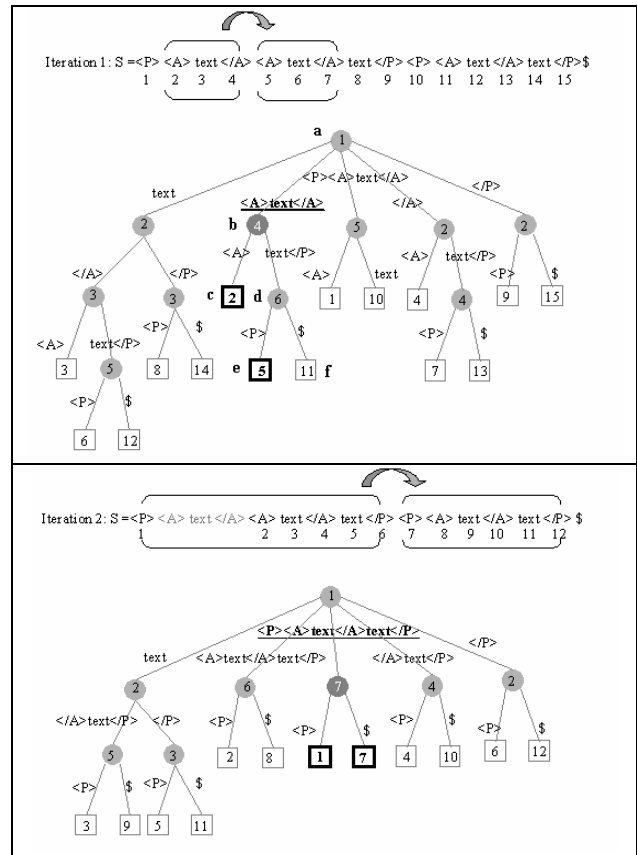 Iteration 1: S =<P> <A> text </A> <A> text </A> text </P> <P> <A> text </A> text </P>$
1 2 3 4 5 6 7 8 9 10 11 12 13 14 15
a 1
text <P><A>text</A> </A> </P>
<A>text</A>
2 b 4 5 2 2
</A> </P> <A> text</P> <A> text <A> text</P> <P> $
3 3 c 2 d 6 1 10 4 4 9 15
<A> text</P> <P> $ <P> $ <P> $
3 5 8 14 e 5 11 f 7 13
<P> $
6 12
Iteration 2: S =<P> <A> text </A> <A> text </A> text </P> <P> <A> text </A> text </P> $
1 2 3 4 5 6 7 8 9 10 11 12
1
<P><A>text</A>text</P>
text <A>text</A>text</P> </A>text</P> </P>
2 6 7 4 2
</A>text</P> </P> <P> $ <P> $ <P> $ <P> $
5 3 2 8 1 7 4 10 6 12
<P> $ <P> $
3 9 5 11